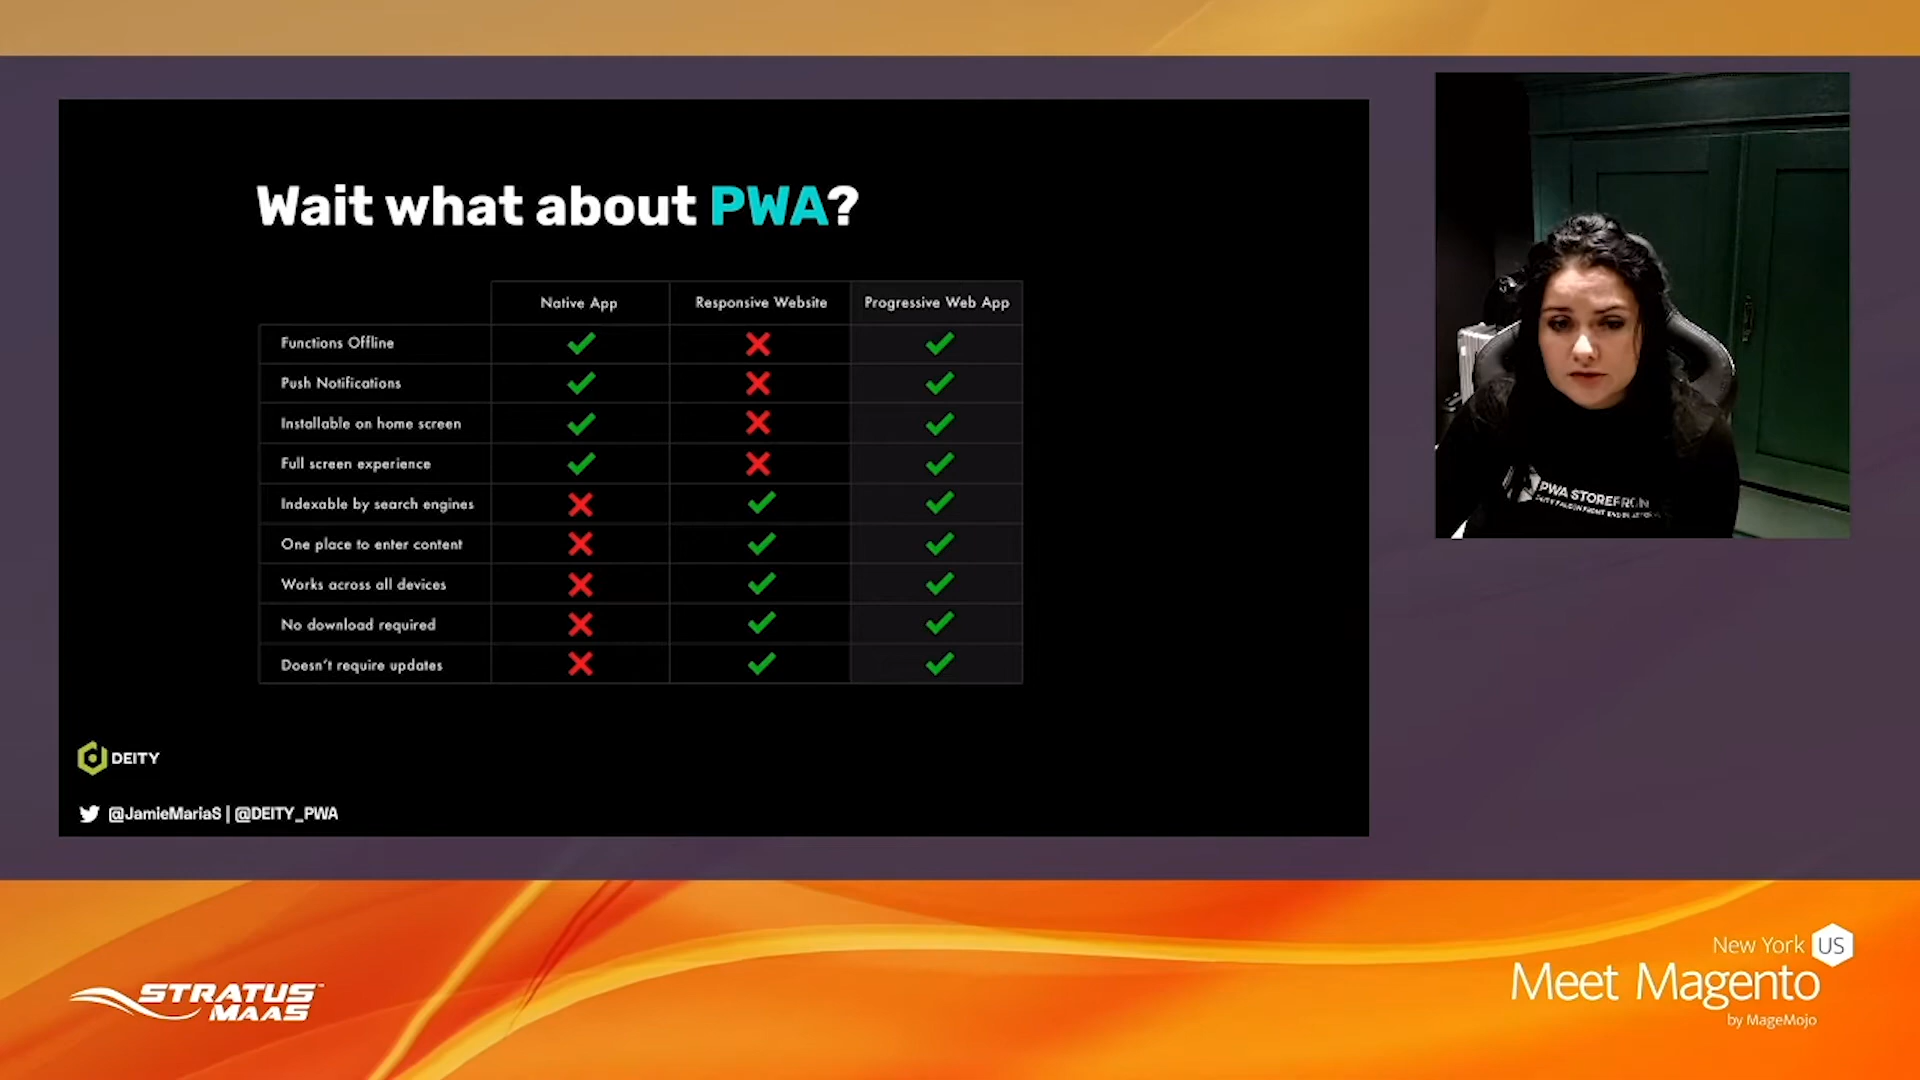 Wait what about PWA?
Native App Responsive Website Progressive Web App
Functions Offline
Push Notifications
Installable on home screen
Full screen experience
Indexable by search engines
One place to enter content
Works across all devices
No download required
Doesn't require updates
DEITY
@JamieMariaS | @DEITY_PWA
PWA STOREFRON
STRATUS™
MAAS
New York US
Meet Magento
by MageMojo